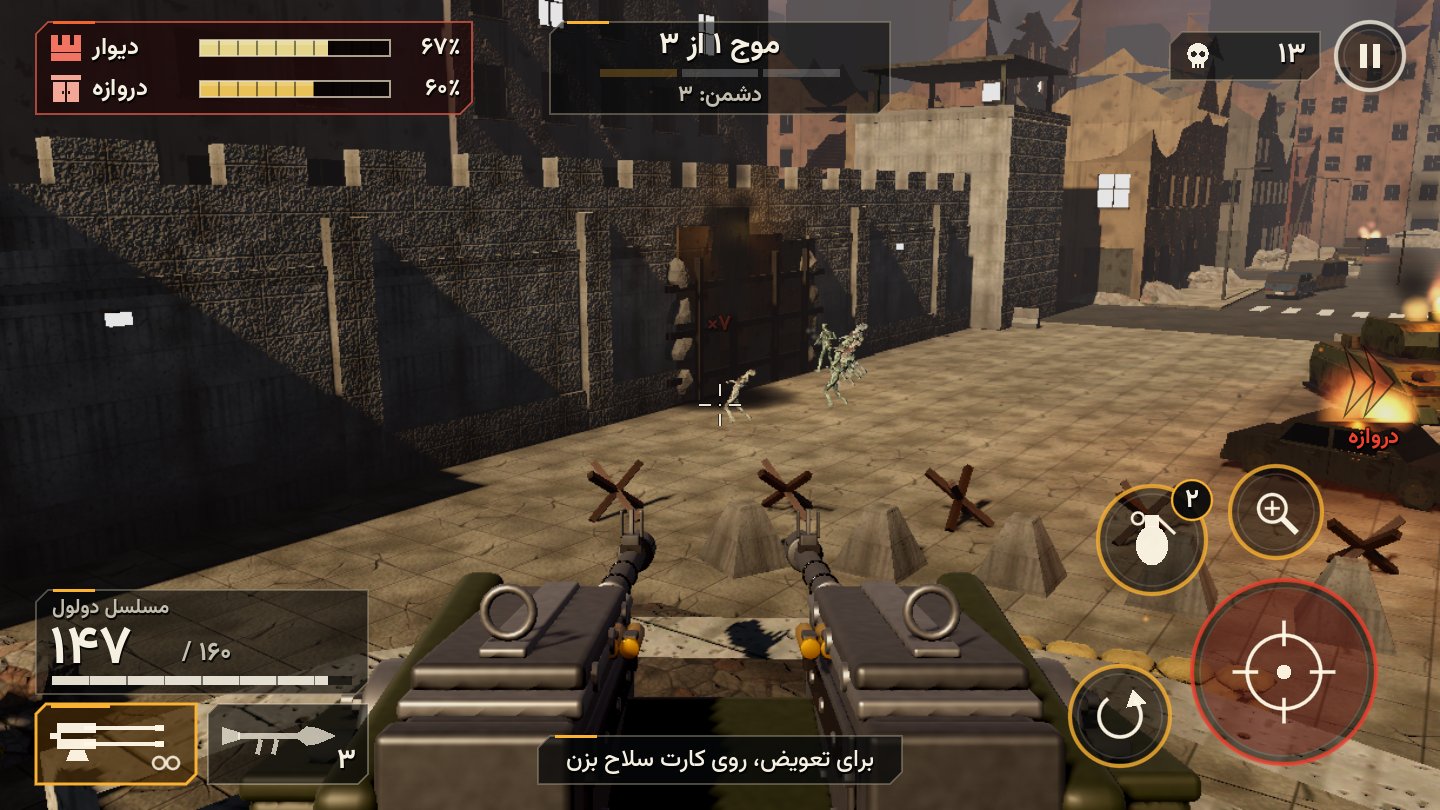 دیوار ۶۷٪
دروازه ۶۰٪
موج ۱ از ۳
دشمن: ۳
۱۳
×۷
دروازه
۲
مسلسل دولول
۱۴۷ / ۱۶۰
∞
۳
برای تعویض، روی کارت سلاح بزن